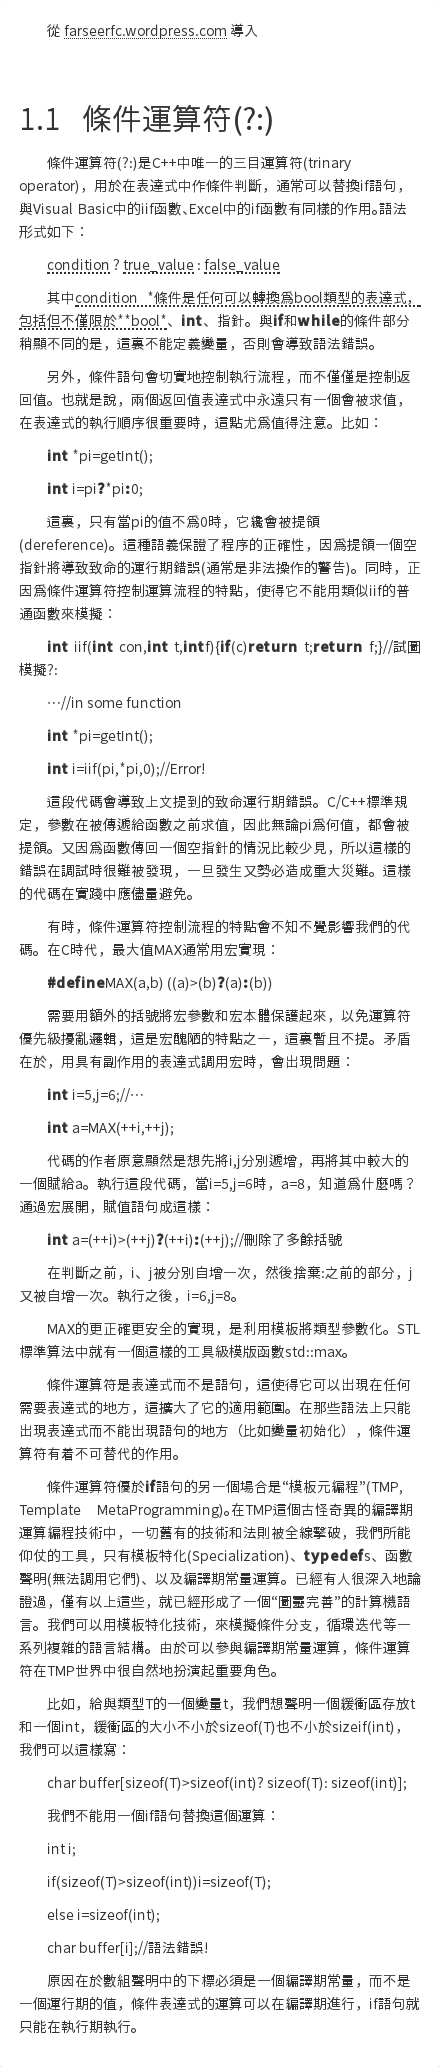 從 farseerfc.wordpress.com 導入
1.1 條件運算符(?:)
條件運算符(?:)是C++中唯一的三目運算符(trinary
operator)，用於在表達式中作條件判斷，通常可以替換if語句，
與Visual Basic中的iif函數、Excel中的if函數有同樣的作用。語法
形式如下：
condition ? true_value : false_value
其中condition *條件是任何可以轉換爲bool類型的表達式，
包括但不僅限於**bool*、int、指針。與if和while的條件部分
稍顯不同的是，這裏不能定義變量，否則會導致語法錯誤。
另外，條件語句會切實地控制執行流程，而不僅僅是控制返
回值。也就是說，兩個返回值表達式中永遠只有一個會被求值，
在表達式的執行順序很重要時，這點尤爲值得注意。比如：
int *pi=getInt();
int i=pi?*pi:0;
這裏，只有當pi的值不爲0時，它纔會被提領
(dereference)。這種語義保證了程序的正確性，因爲提領一個空
指針將導致致命的運行期錯誤(通常是非法操作的警告)。同時，正
因爲條件運算符控制運算流程的特點，使得它不能用類似iif的普
通函數來模擬：
int iif(int con,int t,intf){if(c)return t;return f;}//試圖
模擬?:
…//in some function
int *pi=getInt();
int i=iif(pi,*pi,0);//Error!
這段代碼會導致上文提到的致命運行期錯誤。C/C++標準規
定，參數在被傳遞給函數之前求值，因此無論pi爲何值，都會被
提領。又因爲函數傳回一個空指針的情況比較少見，所以這樣的
錯誤在調試時很難被發現，一旦發生又勢必造成重大災難。這樣
的代碼在實踐中應儘量避免。
有時，條件運算符控制流程的特點會不知不覺影響我們的代
碼。在C時代，最大值MAX通常用宏實現：
#defineMAX(a,b) ((a)>(b)?(a):(b))
需要用額外的括號將宏參數和宏本體保護起來，以免運算符
優先級擾亂邏輯，這是宏醜陋的特點之一，這裏暫且不提。矛盾
在於，用具有副作用的表達式調用宏時，會出現問題：
int i=5,j=6;//…
int a=MAX(++i,++j);
代碼的作者原意顯然是想先將i,j分別遞增，再將其中較大的
一個賦給a。執行這段代碼，當i=5,j=6時，a=8，知道爲什麼嗎？
通過宏展開，賦值語句成這樣：
int a=(++i)>(++j)?(++i):(++j);//刪除了多餘括號
在判斷之前，i、j被分別自增一次，然後捨棄:之前的部分，j
又被自增一次。執行之後，i=6,j=8。
MAX的更正確更安全的實現，是利用模板將類型參數化。STL
標準算法中就有一個這樣的工具級模版函數std::max。
條件運算符是表達式而不是語句，這使得它可以出現在任何
需要表達式的地方，這擴大了它的適用範圍。在那些語法上只能
出現表達式而不能出現語句的地方（比如變量初始化），條件運
算符有着不可替代的作用。
條件運算符優於if語句的另一個場合是“模板元編程”(TMP,
Template MetaProgramming)。在TMP這個古怪奇異的編譯期
運算編程技術中，一切舊有的技術和法則被全線擊破，我們所能
仰仗的工具，只有模板特化(Specialization)、typedefs、函數
聲明(無法調用它們)、以及編譯期常量運算。已經有人很深入地論
證過，僅有以上這些，就已經形成了一個“圖靈完善”的計算機語
言。我們可以用模板特化技術，來模擬條件分支，循環迭代等一
系列複雜的語言結構。由於可以參與編譯期常量運算，條件運算
符在TMP世界中很自然地扮演起重要角色。
比如，給與類型T的一個變量t，我們想聲明一個緩衝區存放t
和一個int，緩衝區的大小不小於sizeof(T)也不小於sizeif(int)，
我們可以這樣寫：
char buffer[sizeof(T)>sizeof(int)? sizeof(T): sizeof(int)];
我們不能用一個if語句替換這個運算：
int i;
if(sizeof(T)>sizeof(int))i=sizeof(T);
else i=sizeof(int);
char buffer[i];//語法錯誤!
原因在於數組聲明中的下標必須是一個編譯期常量，而不是
一個運行期的值，條件表達式的運算可以在編譯期進行，if語句就
只能在執行期執行。